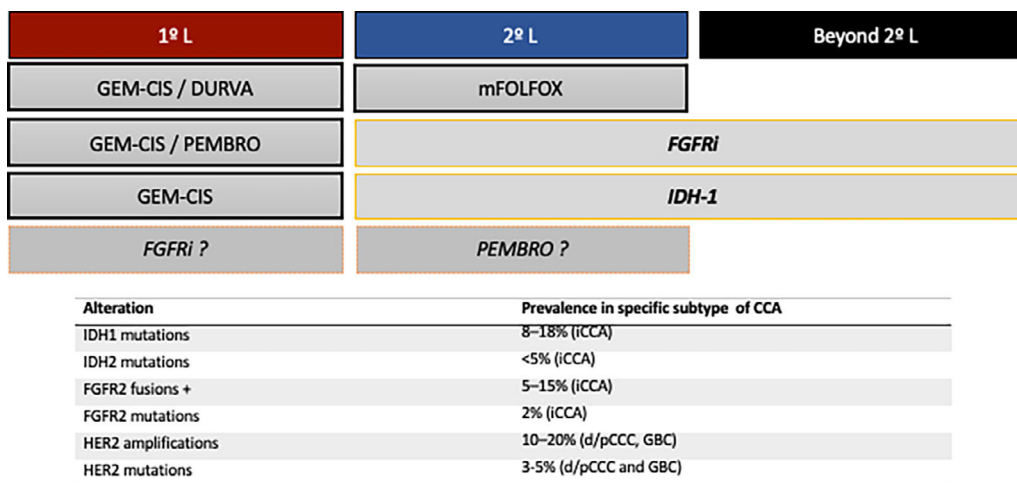 1º L 2º L Beyond 2º L
GEM-CIS / DURVA mFOLFOX
GEM-CIS / PEMBRO FGFRi
GEM-CIS IDH-1
FGFRi ? PEMBRO ?
Alteration Prevalence in specific subtype of CCA
IDH1 mutations 8–18% (iCCA)
IDH2 mutations <5% (iCCA)
FGFR2 fusions + 5–15% (iCCA)
FGFR2 mutations 2% (iCCA)
HER2 amplifications 10–20% (d/pCCC, GBC)
HER2 mutations 3-5% (d/pCCC and GBC)